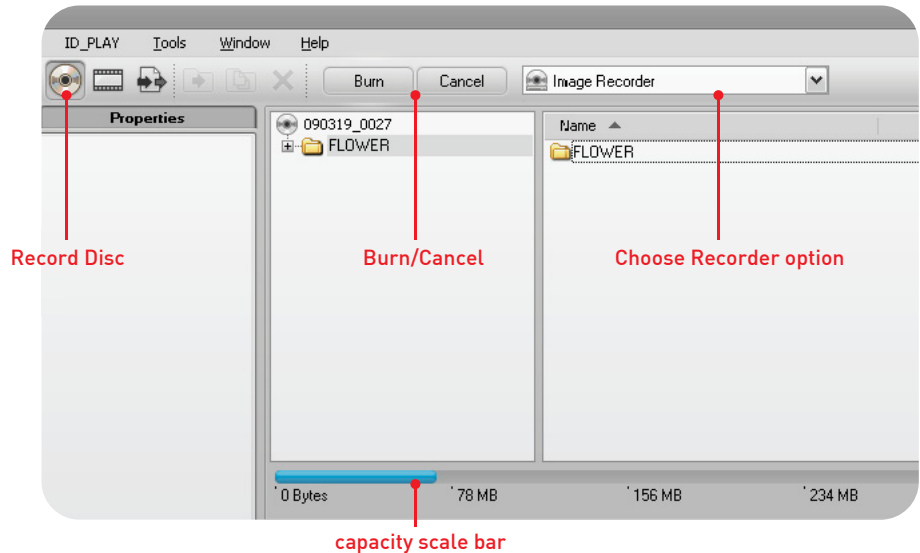 ID_PLAY Tools Window Help
Burn Cancel Image Recorder
Properties
090319_0027
FLOWER
Name
FLOWER
Record Disc
Burn/Cancel
Choose Recorder option
0 Bytes 78 MB 156 MB 234 MB
capacity scale bar